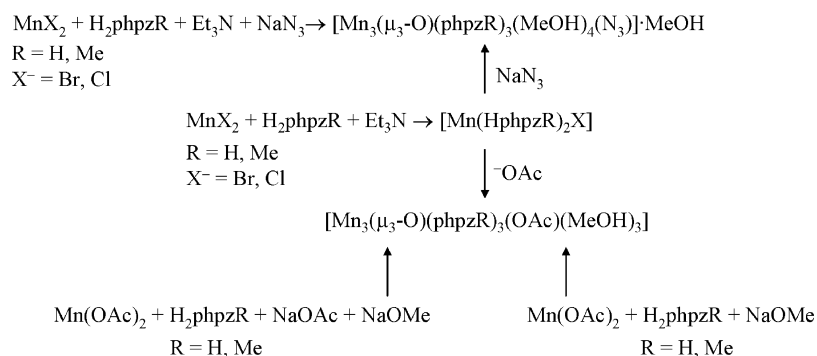 MnX₂ + H₂phpzR + Et₃N + NaN₃→ [Mn₃(μ₃-O)(phpzR)₃(MeOH)₄(N₃)]·MeOH
R = H, Me
X⁻ = Br, Cl
NaN₃
MnX₂ + H₂phpzR + Et₃N → [Mn(HphpzR)₂X]
R = H, Me
X⁻ = Br, Cl
⁻OAc
[Mn₃(μ₃-O)(phpzR)₃(OAc)(MeOH)₃]
Mn(OAc)₂ + H₂phpzR + NaOAc + NaOMe
R = H, Me
Mn(OAc)₂ + H₂phpzR + NaOMe
R = H, Me